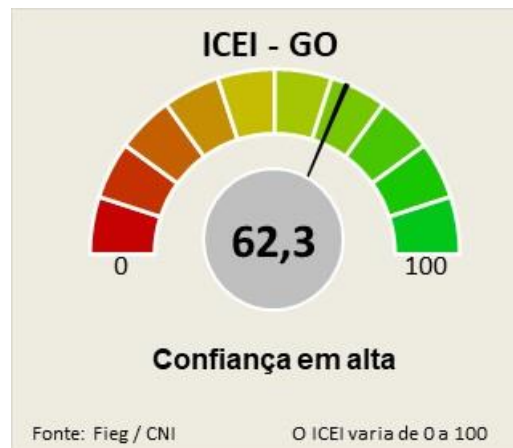 ICEI - GO
62,3
0
100
Confiança em alta
Fonte: Fieg / CNI
O ICEI varia de 0 a 100